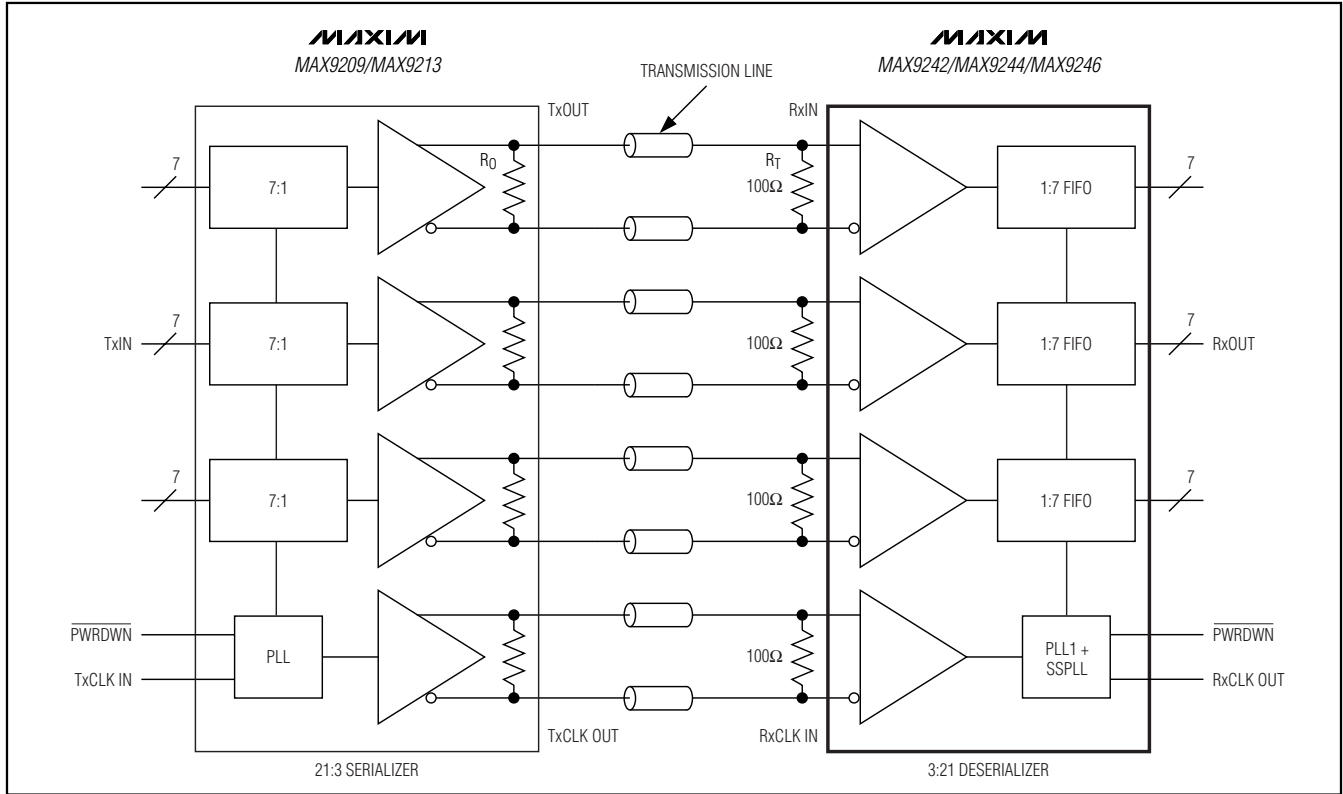 MAXIM
MAX9209/MAX9213
MAXIM
MAX9242/MAX9244/MAX9246
TRANSMISSION LINE
TxOUT
RxIN
7
7:1
RO
RT
100Ω
1:7 FIFO
7
TxIN
7
7:1
100Ω
1:7 FIFO
7
RxOUT
7
7:1
100Ω
1:7 FIFO
7
PWRDWN
TxCLK IN
PLL
100Ω
PLL1 +
SSPLL
PWRDWN
RxCLK OUT
TxCLK OUT
RxCLK IN
21:3 SERIALIZER
3:21 DESERIALIZER